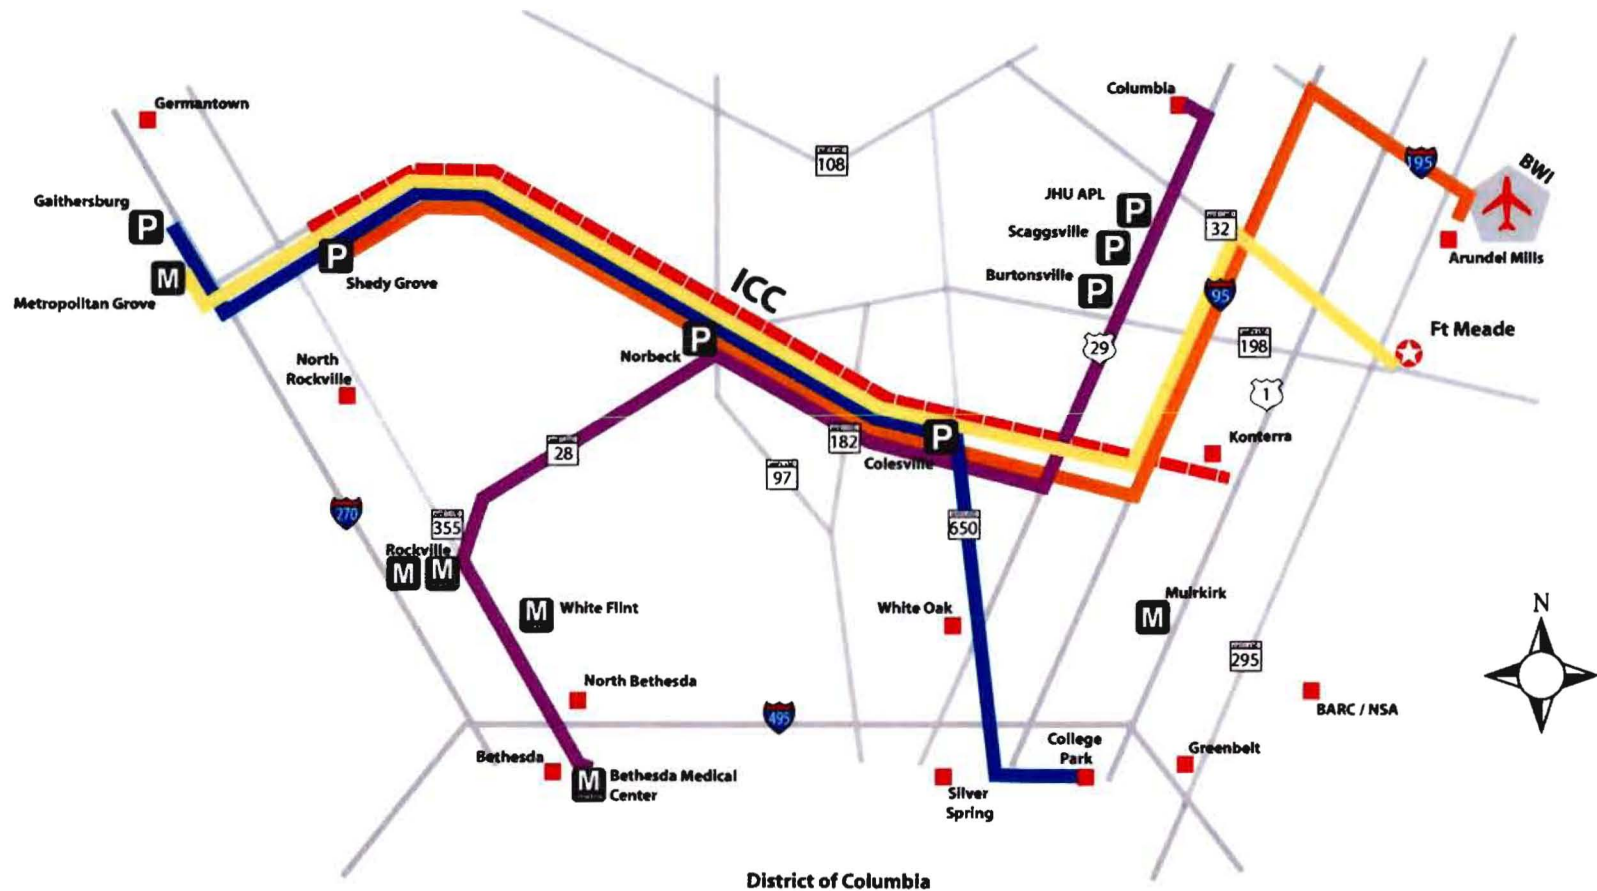 Germantown
108
Columbia
195
BWI
Gaithersburg
P
JHU APL
P
Scaggsville
P
32
Arundel Mills
M
Metropolitan Grove
P
Shady Grove
ICC
Burtonsville
P
95
Ft Meade
North
Rockville
Norbeck
P
29
198
1
28
182
P
Colesville
97
Konterra
270
355
650
Rockville
M
M
M
White Flint
White Oak
Muirkirk
M
N
295
North Bethesda
495
BARC / NSA
Bethesda
M
Bethesda Medical
Center
College
Park
Greenbelt
Silver
Spring
District of Columbia